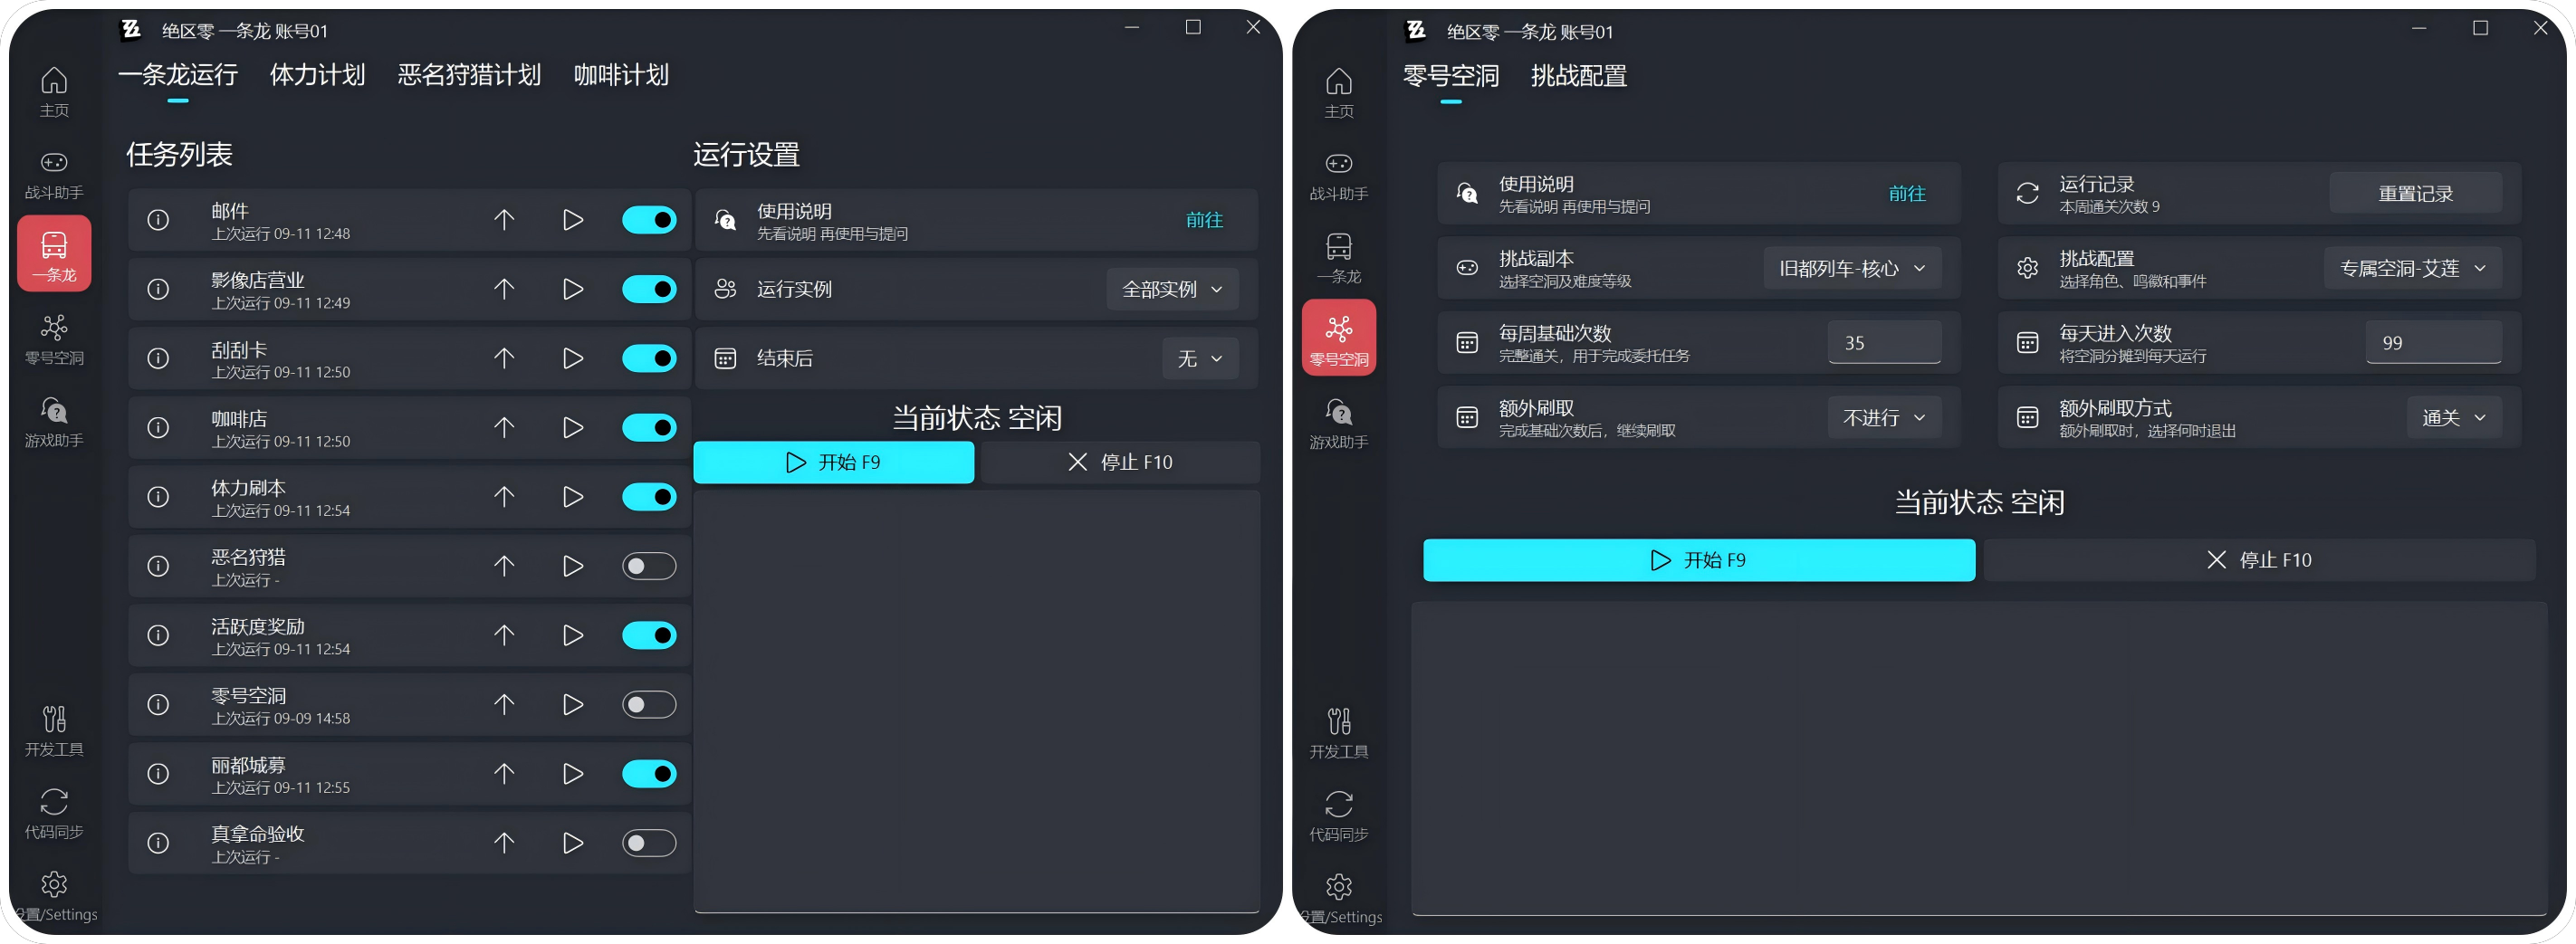 绝区零 一条龙 账号01
主页
战斗助手
一条龙
零号空洞
游戏助手
开发工具
代码同步
设置/Settings
一条龙运行 体力计划 恶名狩猎计划 咖啡计划
任务列表
邮件
上次运行 09-11 12:48
影像店营业
上次运行 09-11 12:49
刮刮卡
上次运行 09-11 12:50
咖啡店
上次运行 09-11 12:50
体力刷本
上次运行 09-11 12:54
恶名狩猎
上次运行 -
活跃度奖励
上次运行 09-11 12:54
零号空洞
上次运行 09-09 14:58
丽都城募
上次运行 09-11 12:55
真拿命验收
上次运行 -
运行设置
使用说明
先看说明 再使用与提问
前往
运行实例
全部实例
结束后
无
当前状态 空闲
开始 F9
停止 F10
绝区零 一条龙 账号01
主页
战斗助手
一条龙
零号空洞
游戏助手
开发工具
代码同步
设置/Settings
零号空洞 挑战配置
使用说明
先看说明 再使用与提问
前往
运行记录
本周通关次数 9
重置记录
挑战副本
选择空洞及难度等级
旧都列车-核心
挑战配置
选择角色、鸣徽和事件
专属空洞-艾莲
每周基础次数
完整通关，用于完成委托任务
35
每天进入次数
将空洞分摊到每天运行
99
额外刷取
完成基础次数后，继续刷取
不进行
额外刷取方式
额外刷取时，选择何时退出
通关
当前状态 空闲
开始 F9
停止 F10